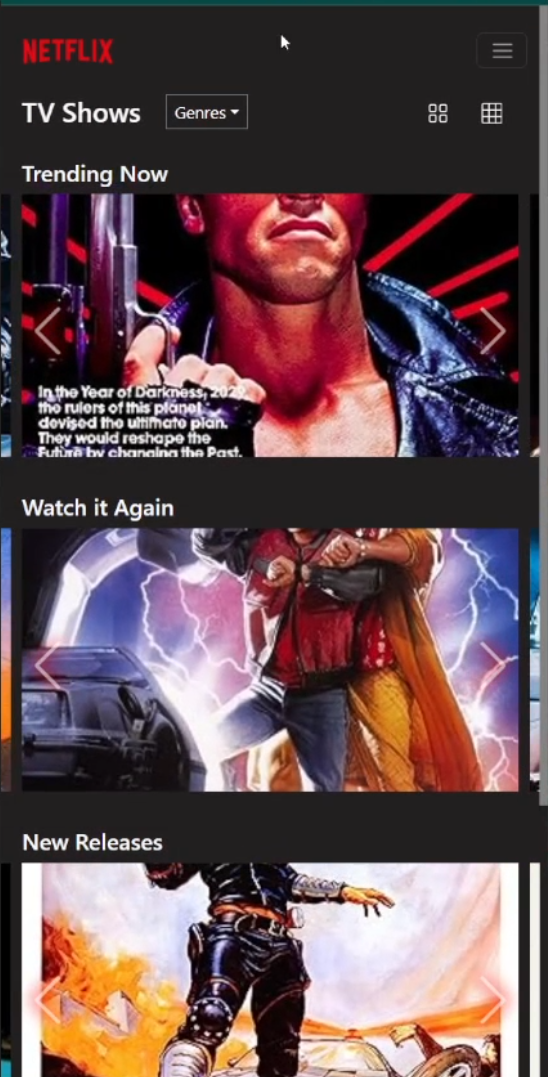 NETFLIX
TV Shows
Genres
Trending Now
In the Year of Darkness, 2029,
the rulers of this planet
devised the ultimate plan.
They would reshape the
Future by changing the Past.
Watch it Again
New Releases